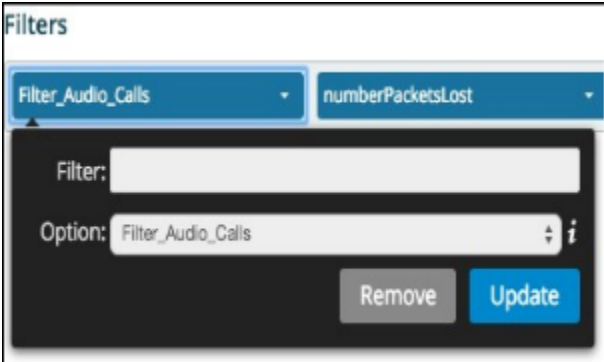 Filters
Filter_Audio_Calls numberPacketsLost
Filter:
Option: Filter_Audio_Calls i
Remove Update